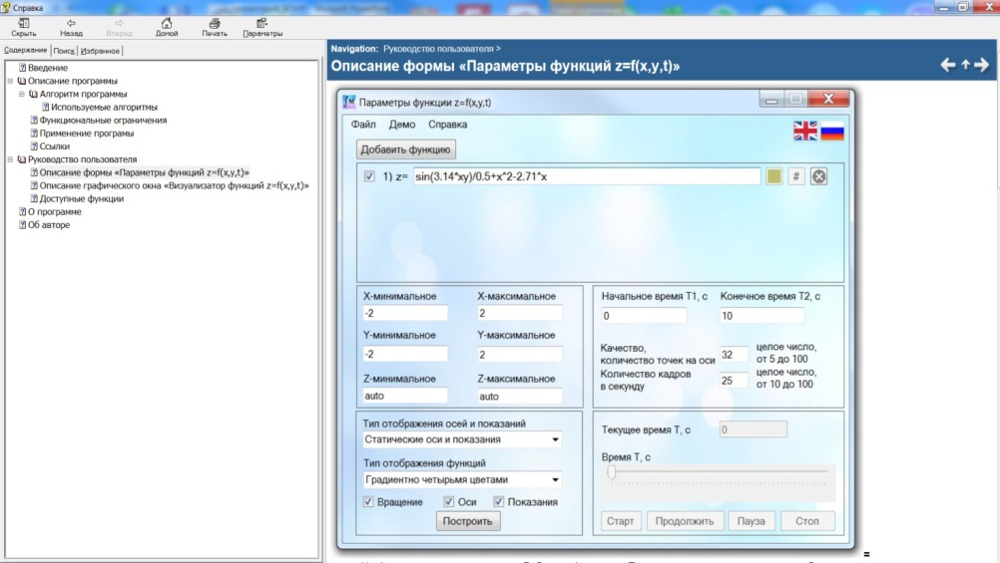 Справка
Скрыть Назад Вперед Домой Печать Параметры
Содержание Поиск Избранное
Введение
Описание программы
Алгоритм программы
Используемые алгоритмы
Функциональные ограничения
Применение програмы
Ссылки
Руководство пользователя
Описание формы «Параметры функций z=f(x,y,t)»
Описание графического окна «Визуализатор функций z=f(x,y,t)»
Доступные функции
О программе
Об авторе
Navigation: Руководство пользователя >
Описание формы «Параметры функций z=f(x,y,t)»
Параметры функции z=f(x,y,t)
Файл Демо Справка
Добавить функцию
1) z= sin(3.14*xy)/0.5+x^2-2.71^x #
X-минимальное X-максимальное
-2 2
Y-минимальное Y-максимальное
-2 2
Z-минимальное Z-максимальное
auto auto
Начальное время T1, с Конечное время T2, с
0 10
Качество,
количество точек на оси 32 целое число, от 5 до 100
Количество кадров
в секунду 25 целое число, от 10 до 100
Тип отображения осей и показаний
Статические оси и показания
Тип отображения функций
Градиентно четырьмя цветами
Вращение Оси Показания
Построить
Текущее время T, с 0
Время T, с
Старт Продолжить Пауза Стоп